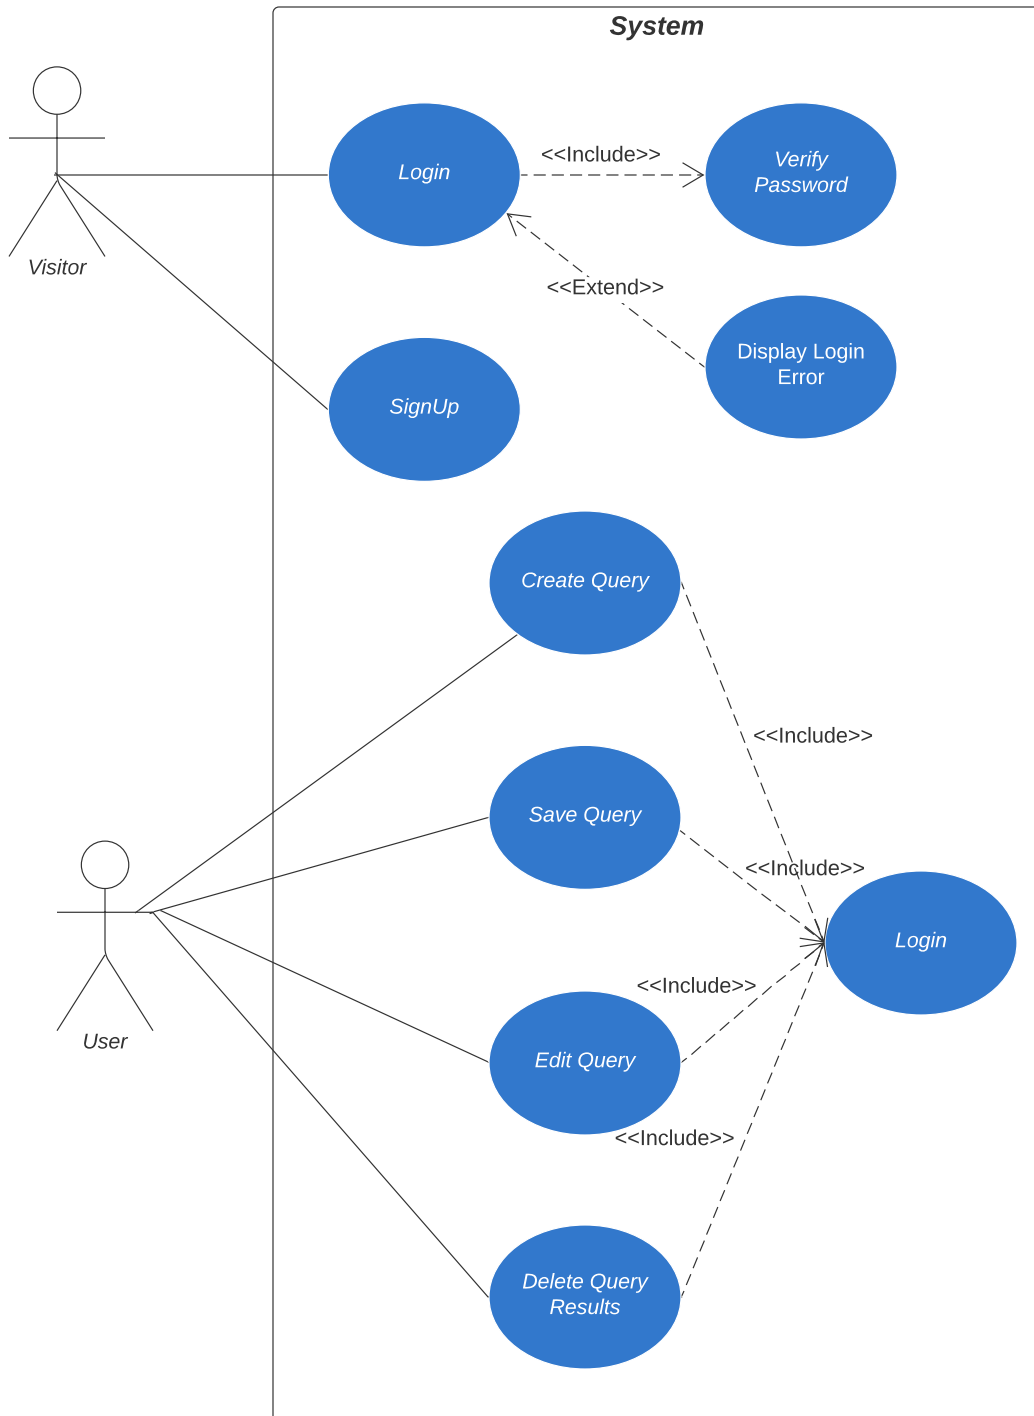 System
Login
<<Include>>
Verify
Password
Visitor
<<Extend>>
Display Login
Error
SignUp
Create Query
<<Include>>
Save Query
<<Include>>
Login
<<Include>>
User
Edit Query
<<Include>>
Delete Query
Results